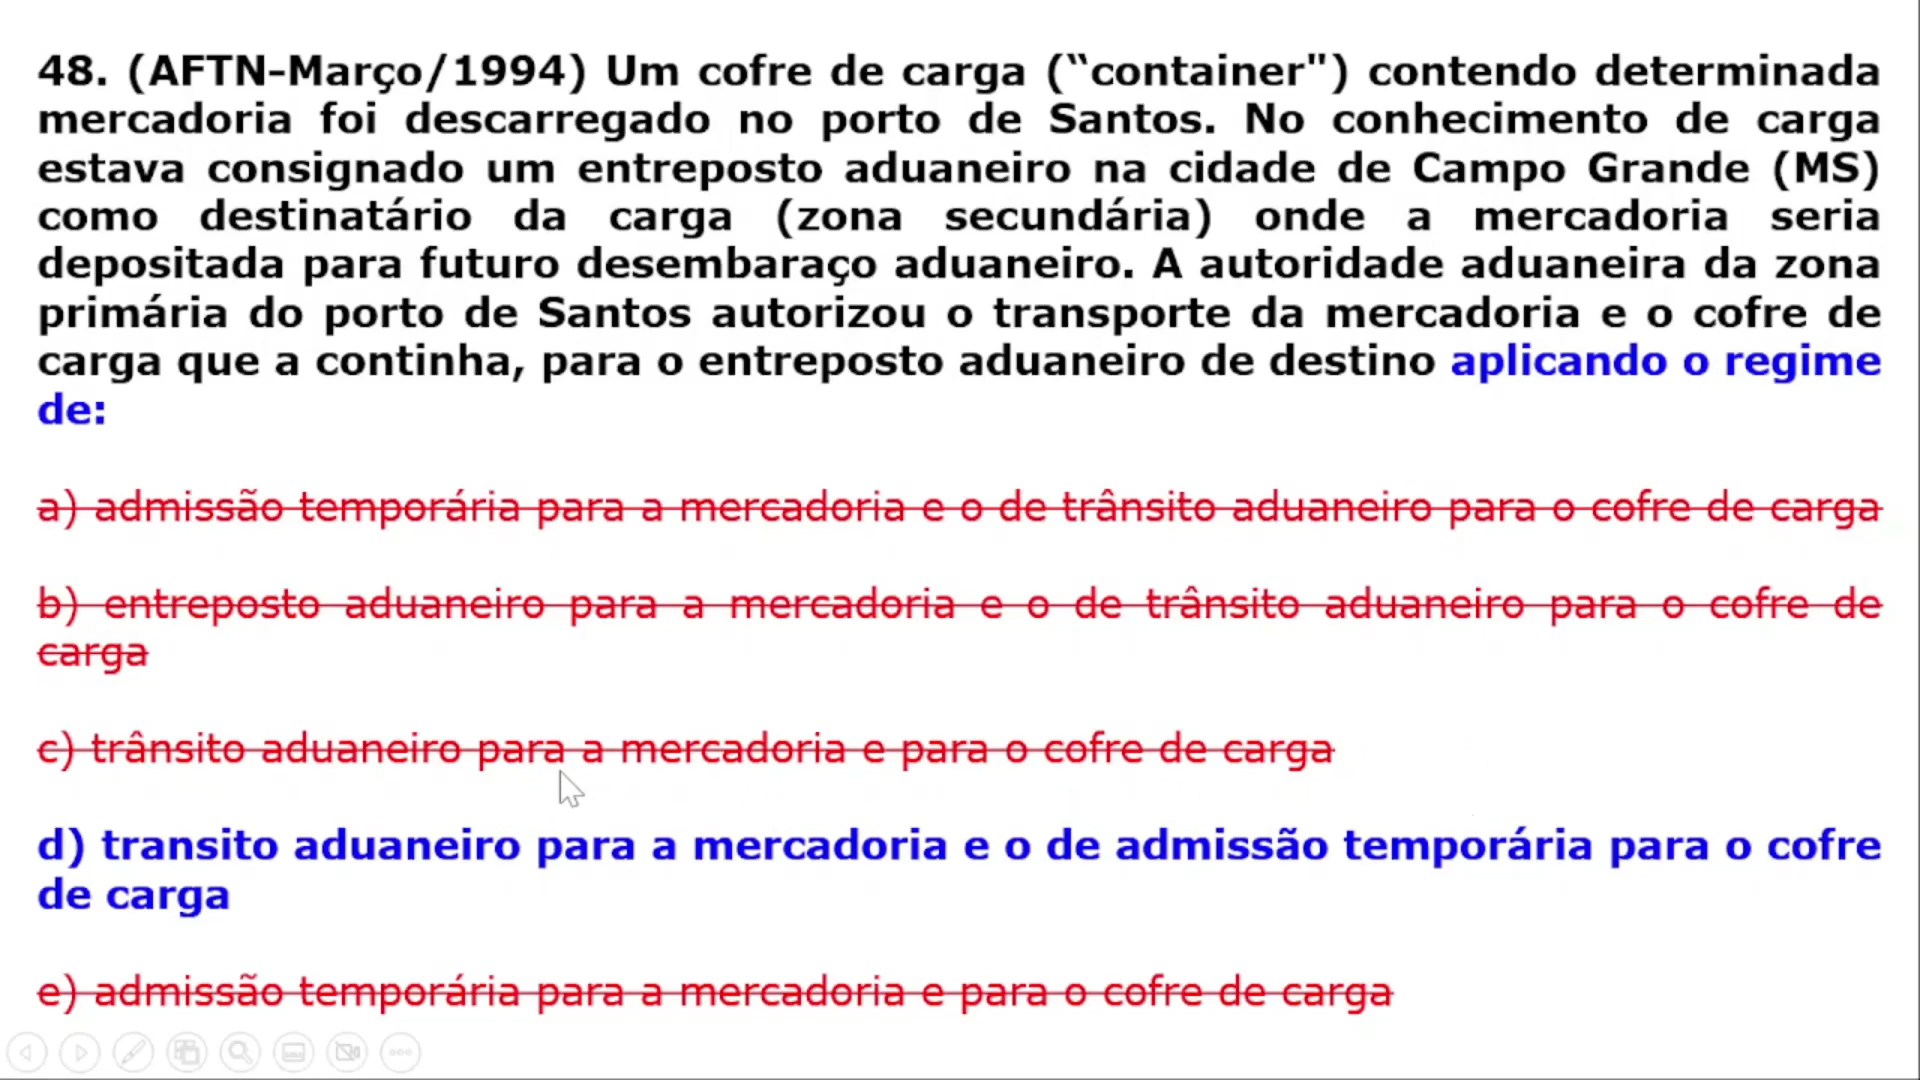 48. (AFTN-Março/1994) Um cofre de carga (“container") contendo determinada
mercadoria foi descarregado no porto de Santos. No conhecimento de carga
estava consignado um entreposto aduaneiro na cidade de Campo Grande (MS)
como destinatário da carga (zona secundária) onde a mercadoria seria
depositada para futuro desembaraço aduaneiro. A autoridade aduaneira da zona
primária do porto de Santos autorizou o transporte da mercadoria e o cofre de
carga que a continha, para o entreposto aduaneiro de destino aplicando o regime
de:
a) admissão temporária para a mercadoria e o de trânsito aduaneiro para o cofre de carga
b) entreposto aduaneiro para a mercadoria e o de trânsito aduaneiro para o cofre de
carga
c) trânsito aduaneiro para a mercadoria e para o cofre de carga
d) transito aduaneiro para a mercadoria e o de admissão temporária para o cofre
de carga
e) admissão temporária para a mercadoria e para o cofre de carga